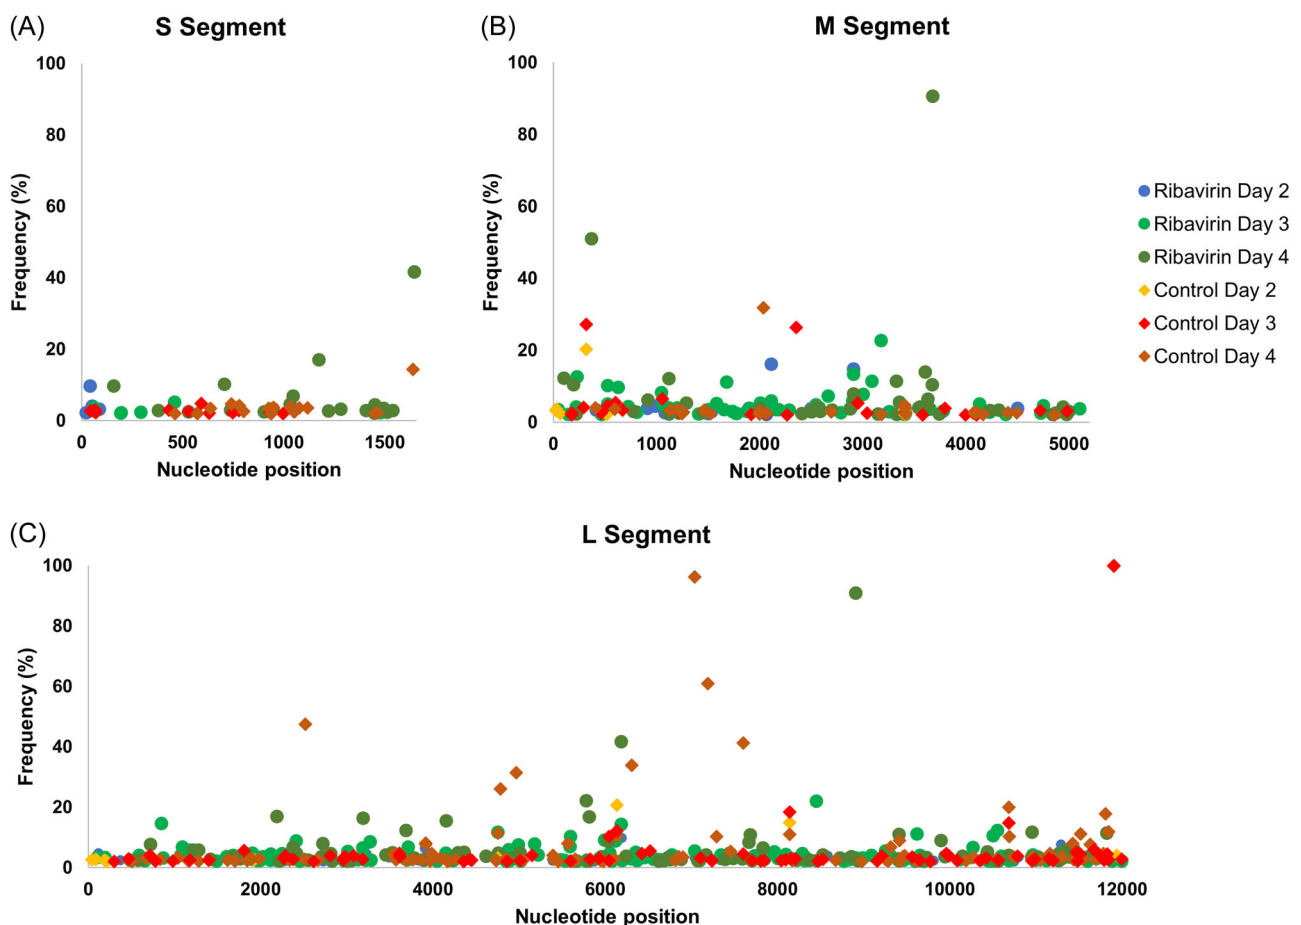 (A) S Segment
100
80
60
40
20
0
Frequency (%)
0 500 1000 1500
Nucleotide position
(B) M Segment
100
80
60
40
20
0
Frequency (%)
0 1000 2000 3000 4000 5000
Nucleotide position
Ribavirin Day 2
Ribavirin Day 3
Ribavirin Day 4
Control Day 2
Control Day 3
Control Day 4
(C) L Segment
100
80
60
40
20
0
Frequency (%)
0 2000 4000 6000 8000 10000 12000
Nucleotide position